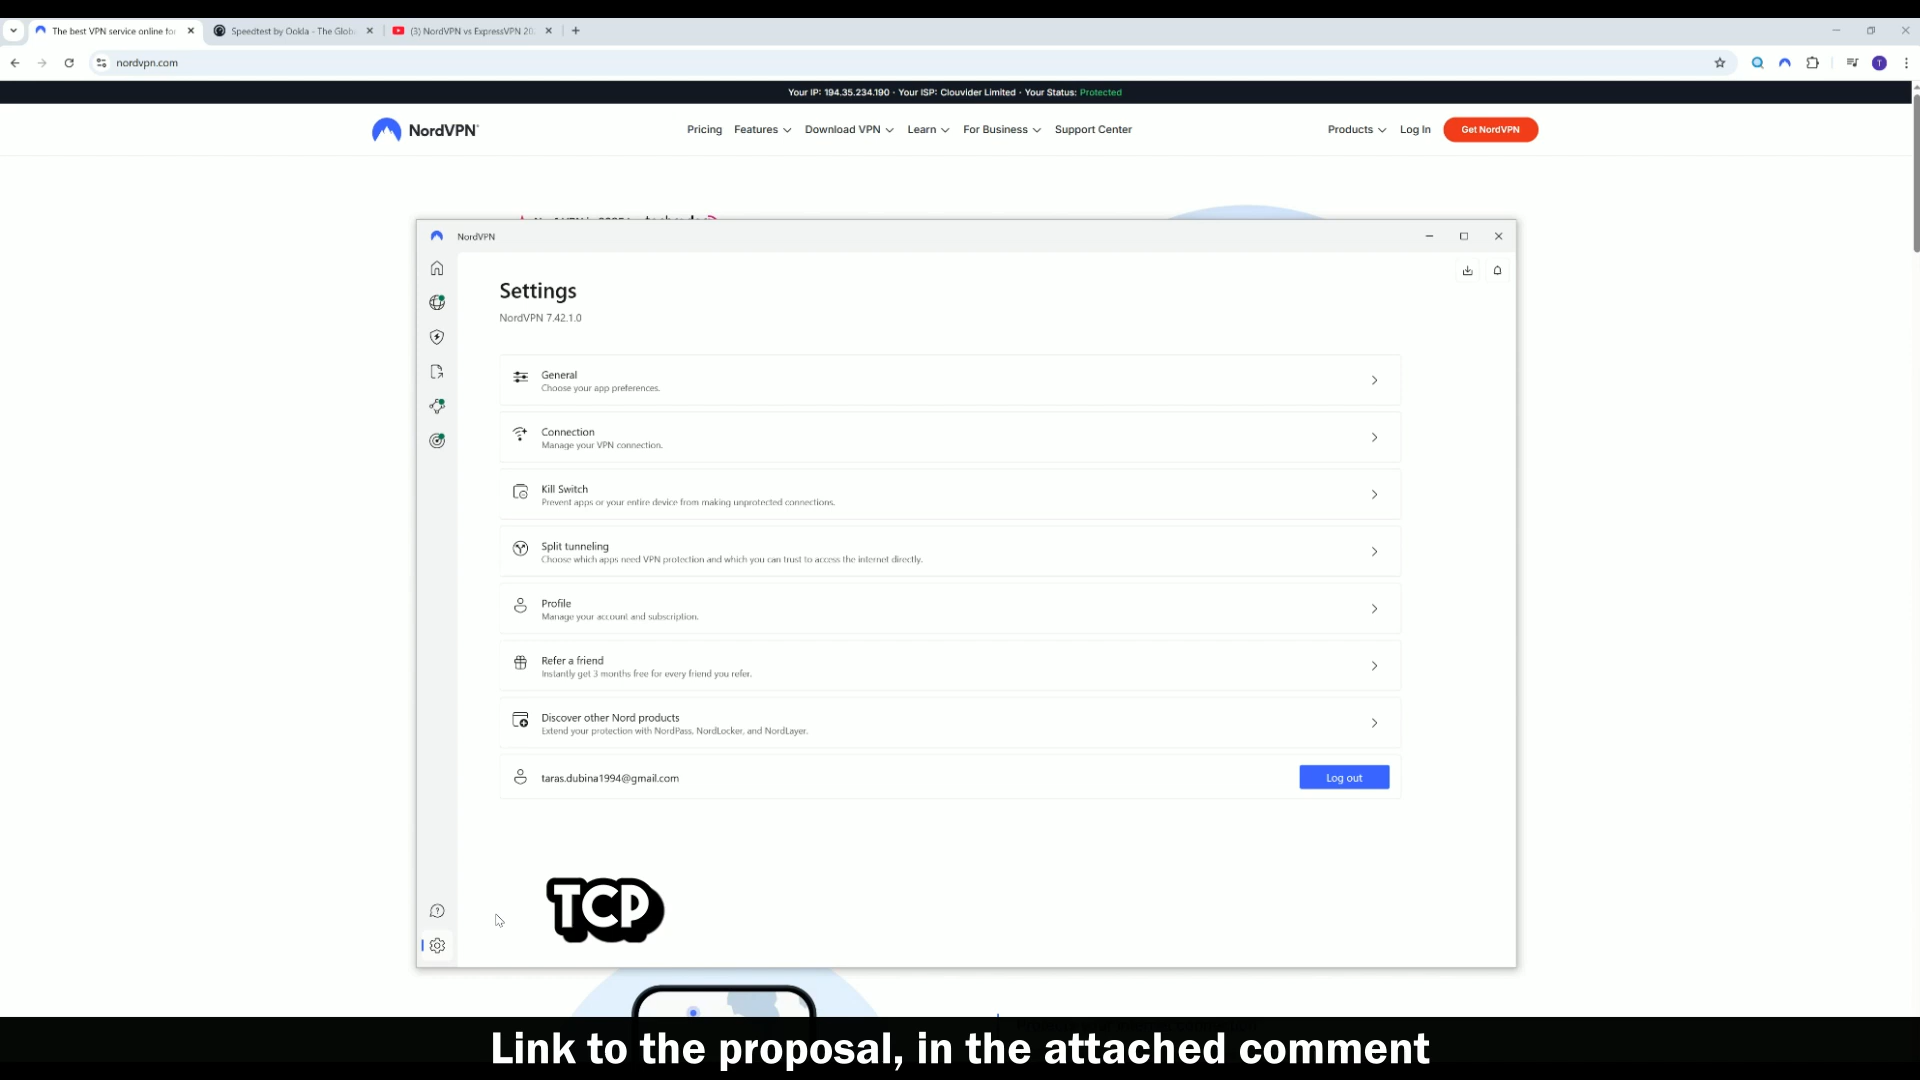 The best VPN service online for
Speedtest by Ookla - The Glob
(3) NordVPN vs ExpressVPN 20
nordvpn.com
T
Your IP: 194.35.234.190 · Your ISP: Clouvider Limited · Your Status: Protected
NordVPN®
Pricing Features Download VPN Learn For Business Support Center
Products Log In Get NordVPN
NordVPN
Settings
NordVPN 7.42.1.0
General
Choose your app preferences.
Connection
Manage your VPN connection.
Kill Switch
Prevent apps or your entire device from making unprotected connections.
Split tunneling
Choose which apps need VPN protection and which you can trust to access the internet directly.
Profile
Manage your account and subscription.
Refer a friend
Instantly get 3 months free for every friend you refer.
Discover other Nord products
Extend your protection with NordPass, NordLocker, and NordLayer.
taras.dubina1994@gmail.com
Log out
TCP
Link to the proposal, in the attached comment